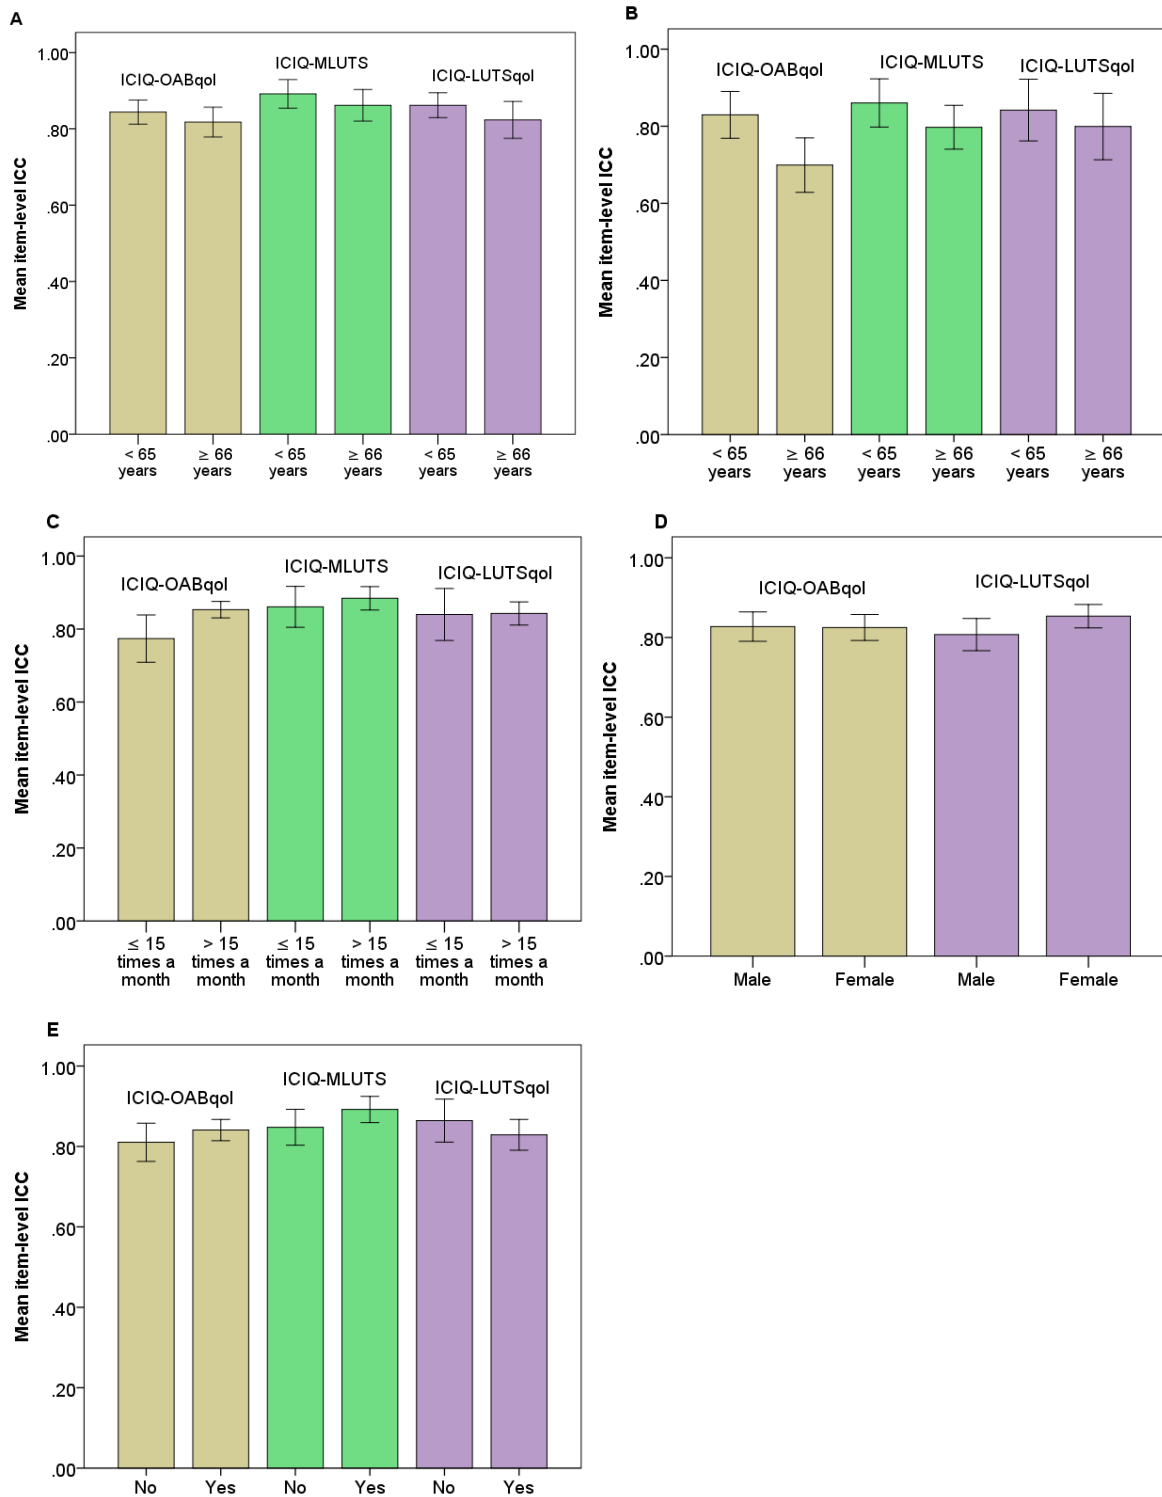 A
Mean item-level ICC
1.00
.80
.60
.40
.20
.00
ICIQ-OABqol
ICIQ-MLUTS
ICIQ-LUTSqol
< 65 years
≥ 66 years
< 65 years
≥ 66 years
< 65 years
≥ 66 years
B
Mean item-level ICC
1.00
.80
.60
.40
.20
.00
ICIQ-OABqol
ICIQ-MLUTS
ICIQ-LUTSqol
< 65 years
≥ 66 years
< 65 years
≥ 66 years
< 65 years
≥ 66 years
C
Mean item-level ICC
1.00
.80
.60
.40
.20
.00
ICIQ-OABqol
ICIQ-MLUTS
ICIQ-LUTSqol
≤ 15 times a month
> 15 times a month
≤ 15 times a month
> 15 times a month
≤ 15 times a month
> 15 times a month
D
Mean item-level ICC
1.00
.80
.60
.40
.20
.00
ICIQ-OABqol
ICIQ-LUTSqol
Male
Female
Male
Female
E
Mean item-level ICC
1.00
.80
.60
.40
.20
.00
ICIQ-OABqol
ICIQ-MLUTS
ICIQ-LUTSqol
No
Yes
No
Yes
No
Yes